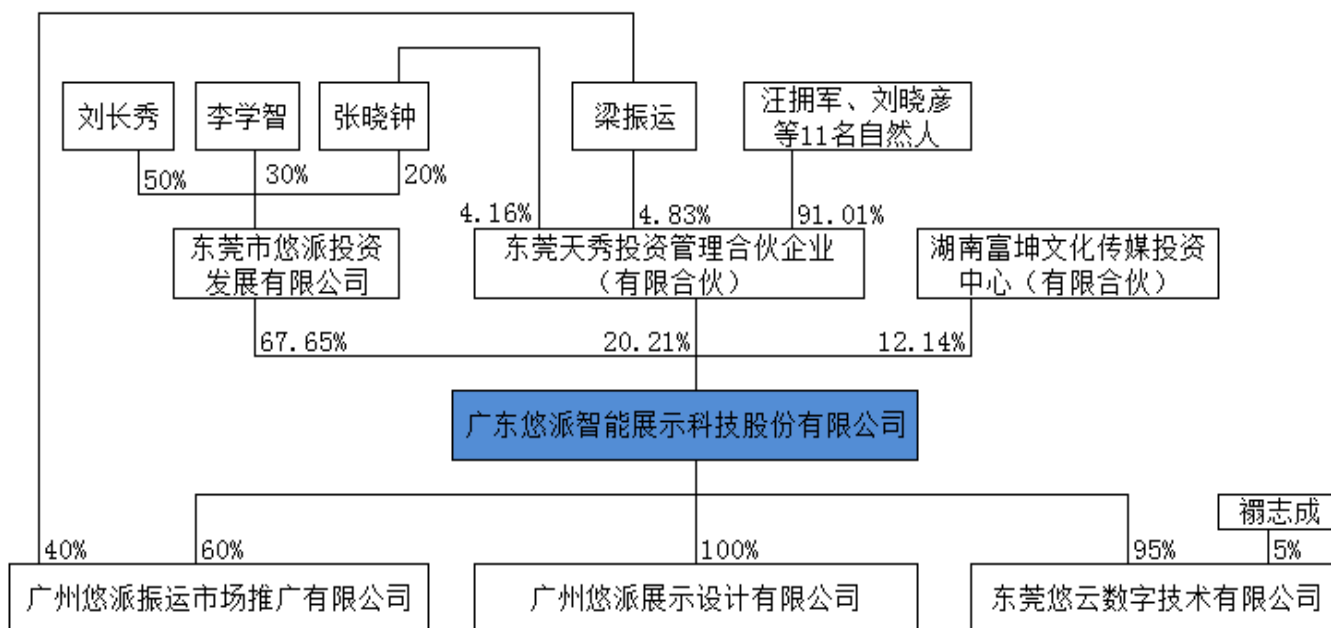 刘长秀
李学智
张晓钟
梁振运
汪拥军、刘晓彦
等11名自然人
50%
30%
20%
4.16%
4.83%
91.01%
东莞市悠派投资
发展有限公司
东莞天秀投资管理合伙企业
（有限合伙）
湖南富坤文化传媒投资
中心（有限合伙）
67.65%
20.21%
12.14%
广东悠派智能展示科技股份有限公司
禤志成
40%
60%
100%
95%
5%
广州悠派振运市场推广有限公司
广州悠派展示设计有限公司
东莞悠云数字技术有限公司